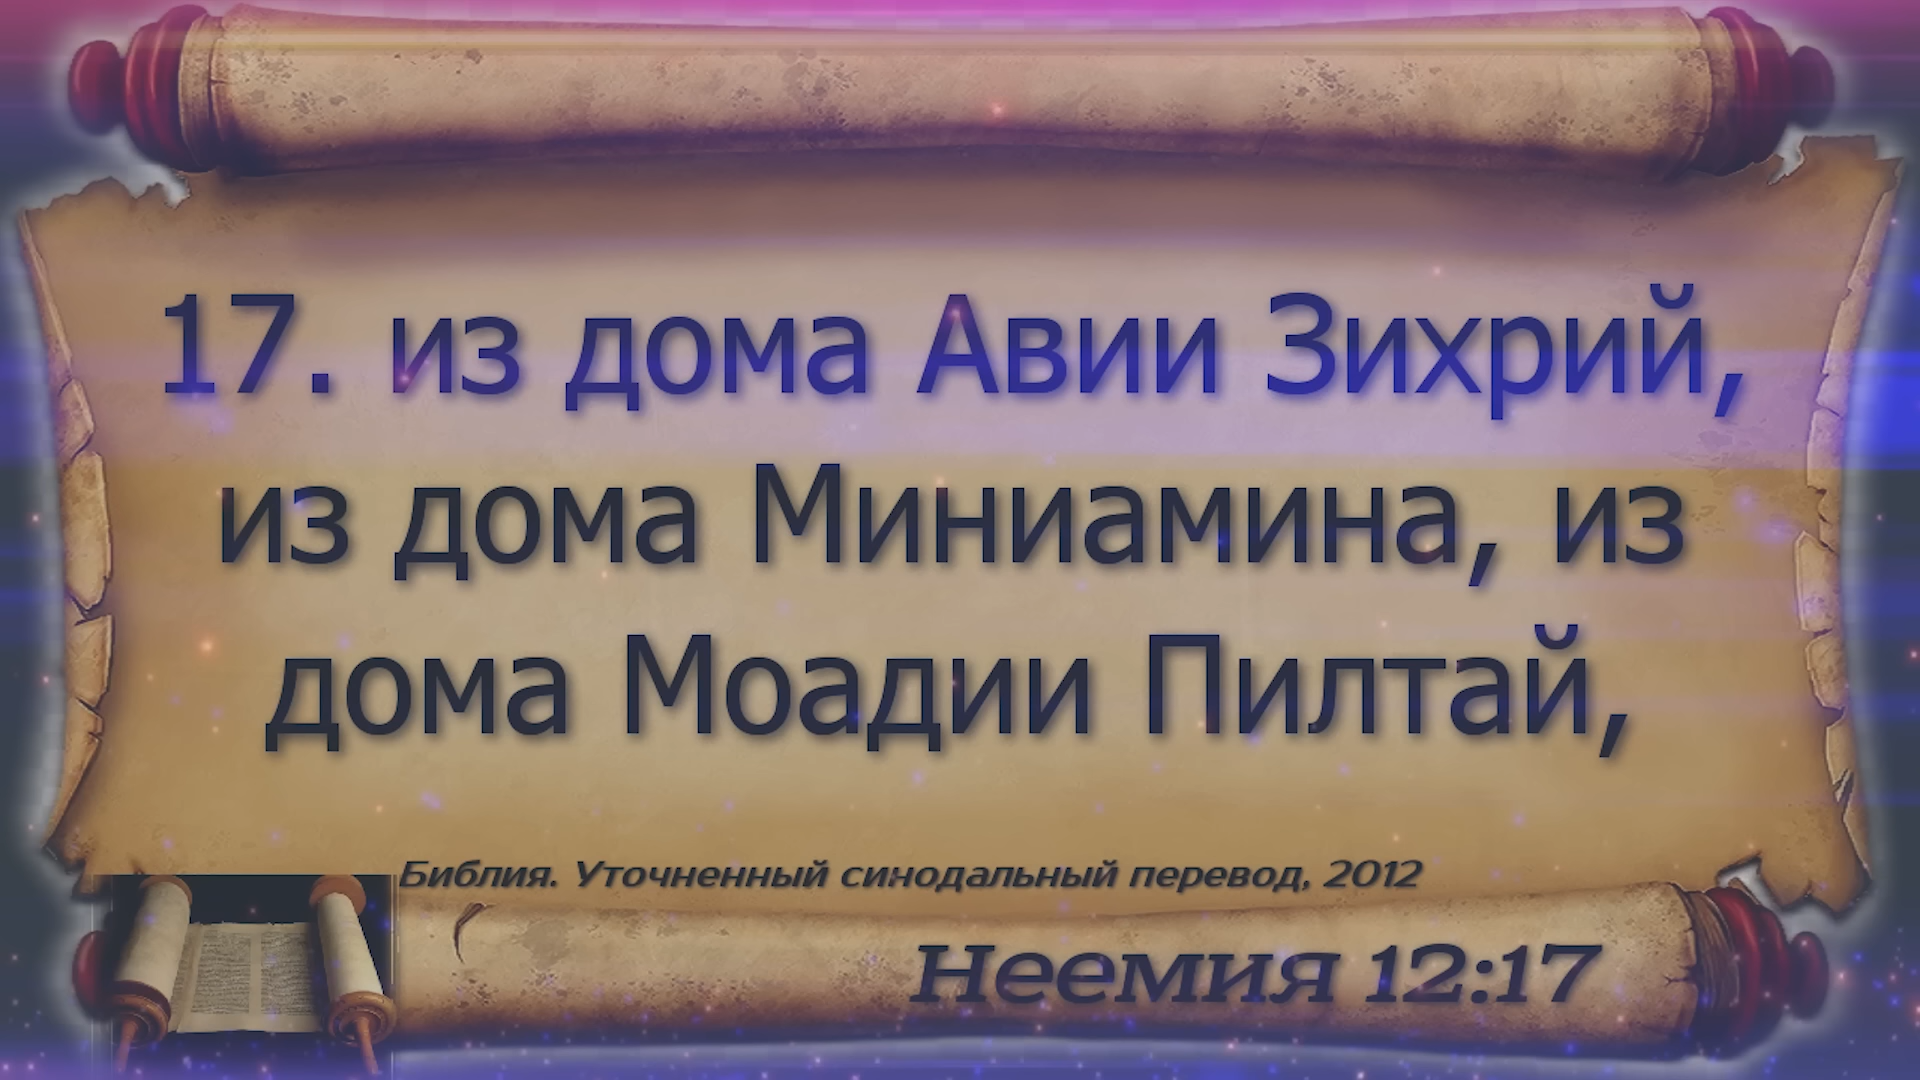 17. из дома Авии Зихрий,
из дома Миниамина, из
дома Моадии Пилтай,
Библия. Уточненный синодальный перевод, 2012
Неемия 12:17